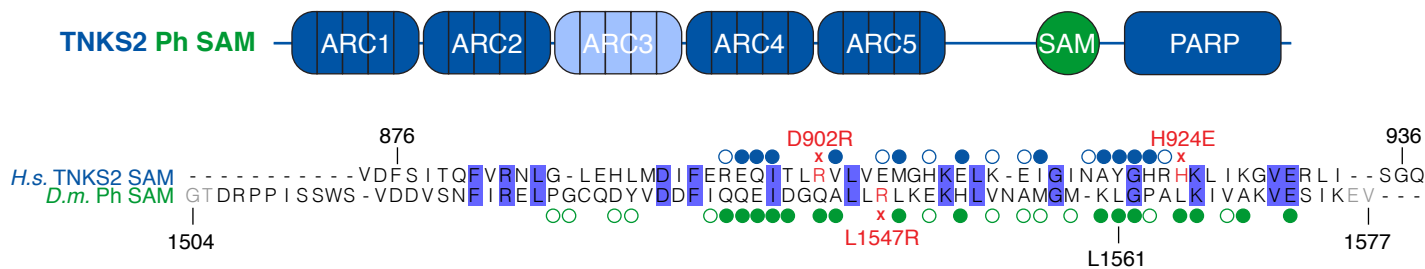 TNKS2 Ph SAM
ARC1 ARC2 ARC3 ARC4 ARC5 SAM PARP
D902R H924E
876 x x 936
H.s. TNKS2 SAM - - - - - - - - - - - VDFSITQFVRNLG-LEHLMDIFEREQITLRVLVEMGHKELK-EIGINAYGHRHKLIKGVERLI--SGQ
D.m. Ph SAM GTDRPPISSWS-VDDVSNFIRELPGCQDYVDDFIQQEIDGQALLRLKEKHLVNAMGM-KLGPALKIVAKVESIKEV---
1504 x L1547R L1561 1577